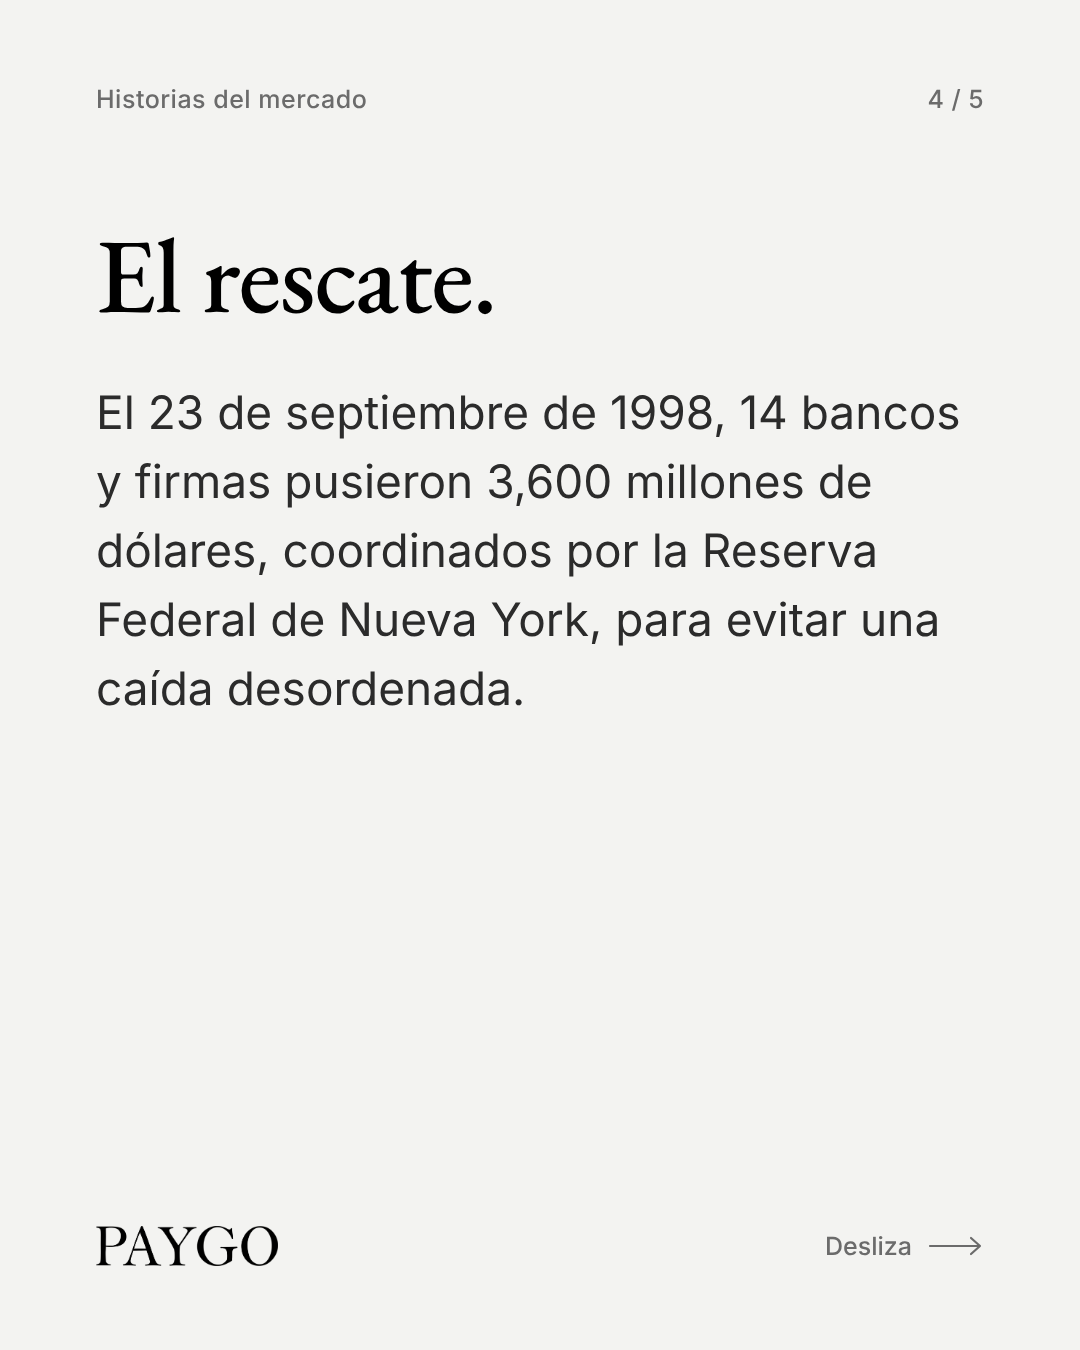 Historias del mercado
4 / 5
El rescate.
El 23 de septiembre de 1998, 14 bancos
y firmas pusieron 3,600 millones de
dólares, coordinados por la Reserva
Federal de Nueva York, para evitar una
caída desordenada.
PAYGO
Desliza